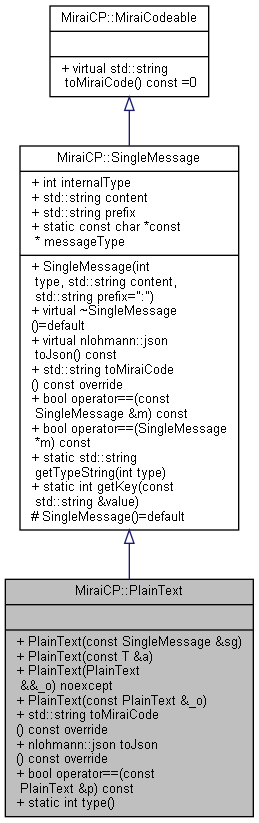 MiraiCP::MiraiCodeable
+ virtual std::string
toMiraiCode() const =0
MiraiCP::SingleMessage
+ int internalType
+ std::string content
+ std::string prefix
+ static const char *const
* messageType
+ SingleMessage(int
type, std::string content,
std::string prefix=":")
+ virtual ~SingleMessage
()=default
+ virtual nlohmann::json
toJson() const
+ std::string toMiraiCode
() const override
+ bool operator==(const
SingleMessage &m) const
+ bool operator==(SingleMessage
*m) const
+ static std::string
getTypeString(int type)
+ static int getKey(const
std::string &value)
# SingleMessage()=default
MiraiCP::PlainText
+ PlainText(const SingleMessage &sg)
+ PlainText(const T &a)
+ PlainText(PlainText
&&_o) noexcept
+ PlainText(const PlainText &_o)
+ std::string toMiraiCode
() const override
+ nlohmann::json toJson
() const override
+ bool operator==(const
PlainText &p) const
+ static int type()